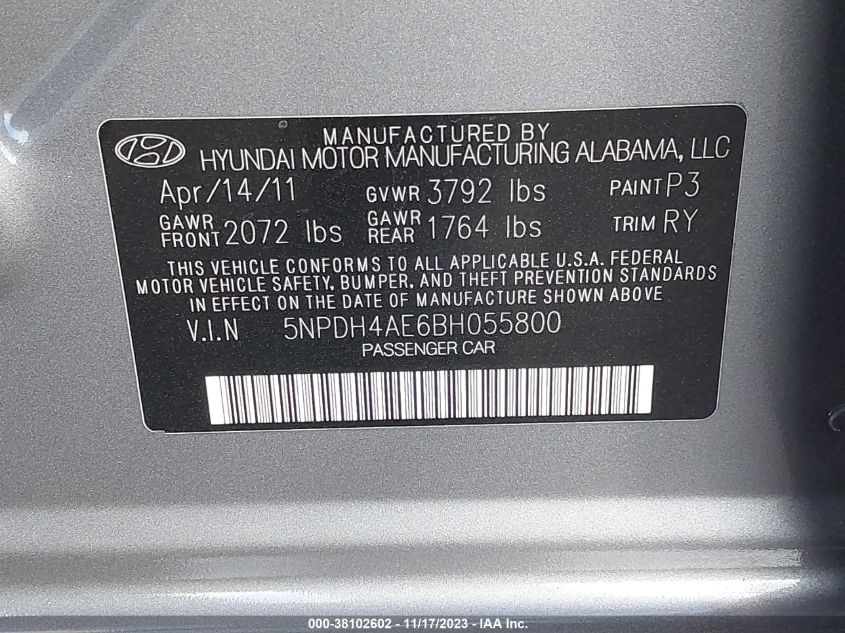 MANUFACTURED BY
HYUNDAI MOTOR MANUFACTURING ALABAMA, LLC
Apr/14/11 GVWR 3792 lbs PAINT P3
GAWR FRONT 2072 lbs GAWR REAR 1764 lbs TRIM RY
THIS VEHICLE CONFORMS TO ALL APPLICABLE U.S.A. FEDERAL
MOTOR VEHICLE SAFETY, BUMPER, AND THEFT PREVENTION STANDARDS
IN EFFECT ON THE DATE OF MANUFACTURE SHOWN ABOVE
V.I.N 5NPDH4AE6BH055800
PASSENGER CAR
000-38102602 - 11/17/2023 - IAA Inc.